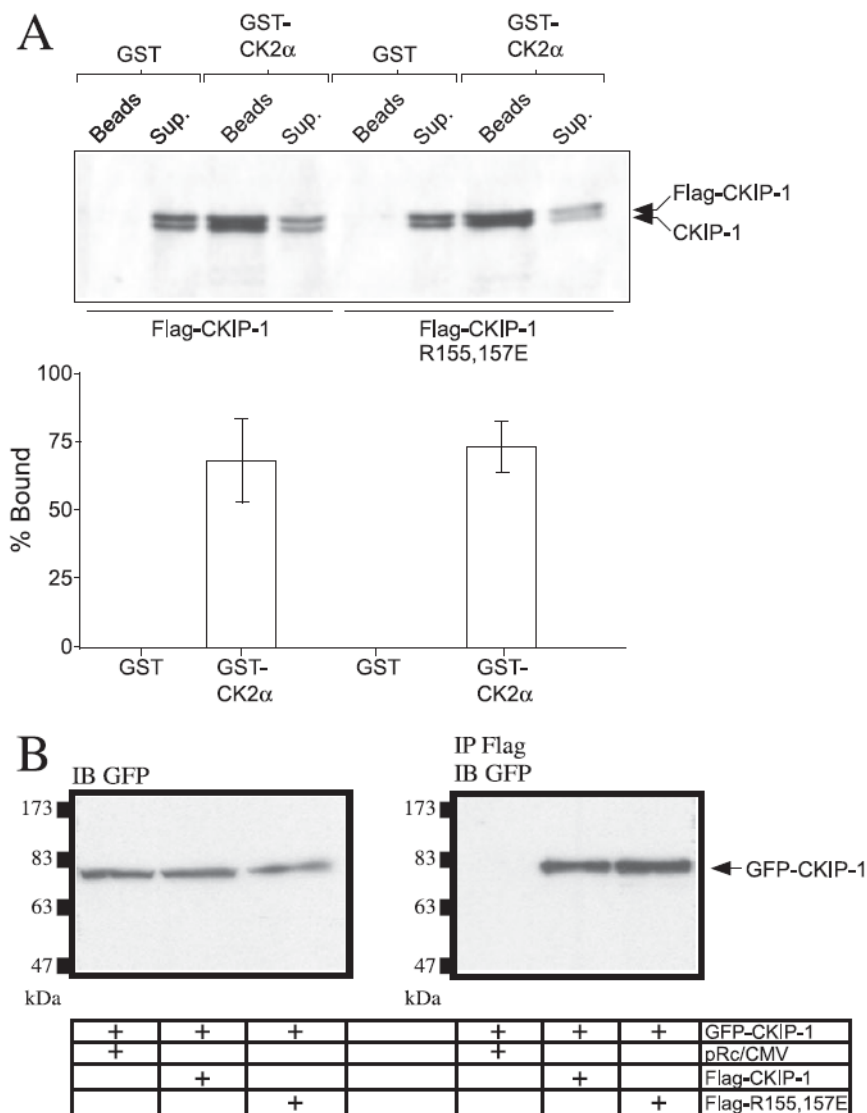 A
GST
GST-
CK2α
GST
GST-
CK2α
Beads
Sup.
Beads
Sup.
Beads
Sup.
Beads
Sup.
Flag-CKIP-1
CKIP-1
Flag-CKIP-1
Flag-CKIP-1
R155,157E
% Bound
100
75
50
25
0
GST
GST-
CK2α
GST
GST-
CK2α
B
IB GFP
173
83
63
47
kDa
IP Flag
IB GFP
173
83
63
47
kDa
GFP-CKIP-1
+ + + + + + GFP-CKIP-1
+ + pRc/CMV
+ + Flag-CKIP-1
+ + Flag-R155,157E